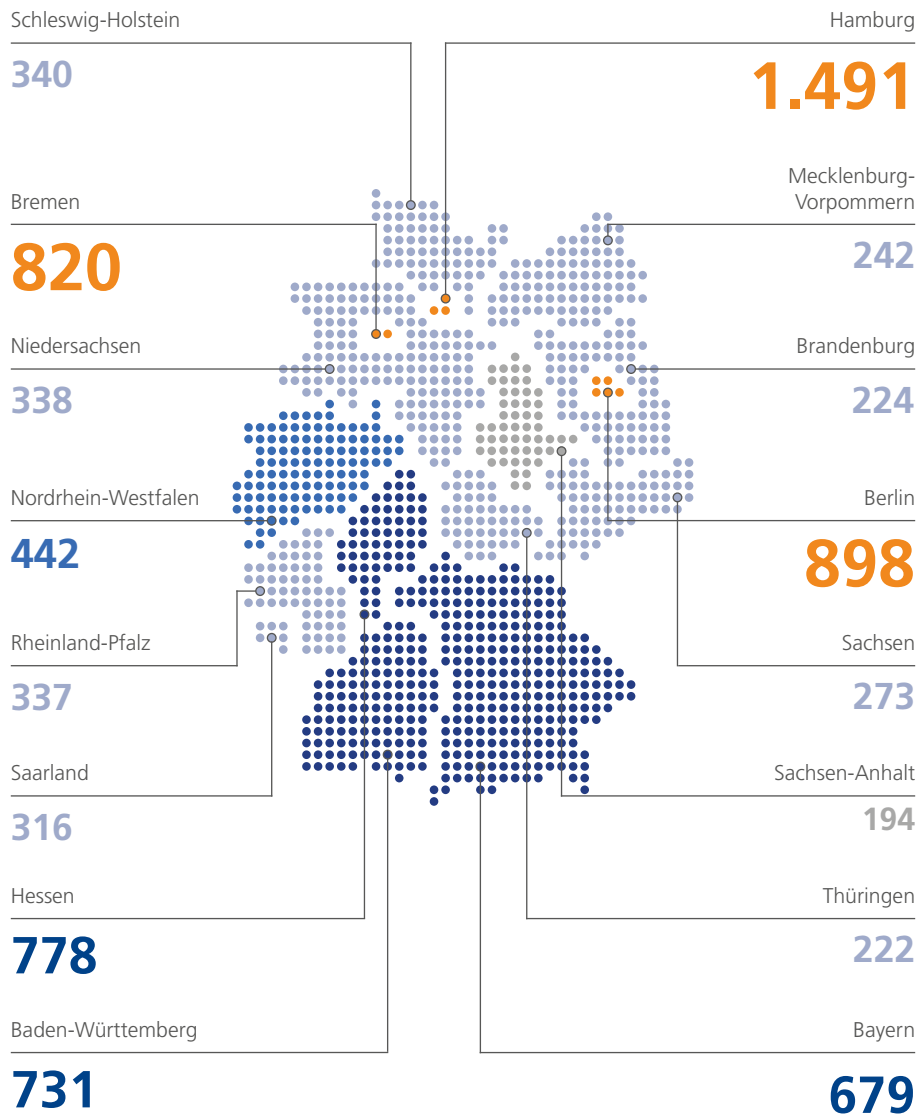 Schleswig-Holstein
340
Hamburg
1.491
Bremen
820
Mecklenburg-
Vorpommern
242
Niedersachsen
338
Brandenburg
224
Nordrhein-Westfalen
442
Berlin
898
Rheinland-Pfalz
337
Sachsen
273
Saarland
316
Sachsen-Anhalt
194
Hessen
778
Thüringen
222
Baden-Württemberg
731
Bayern
679